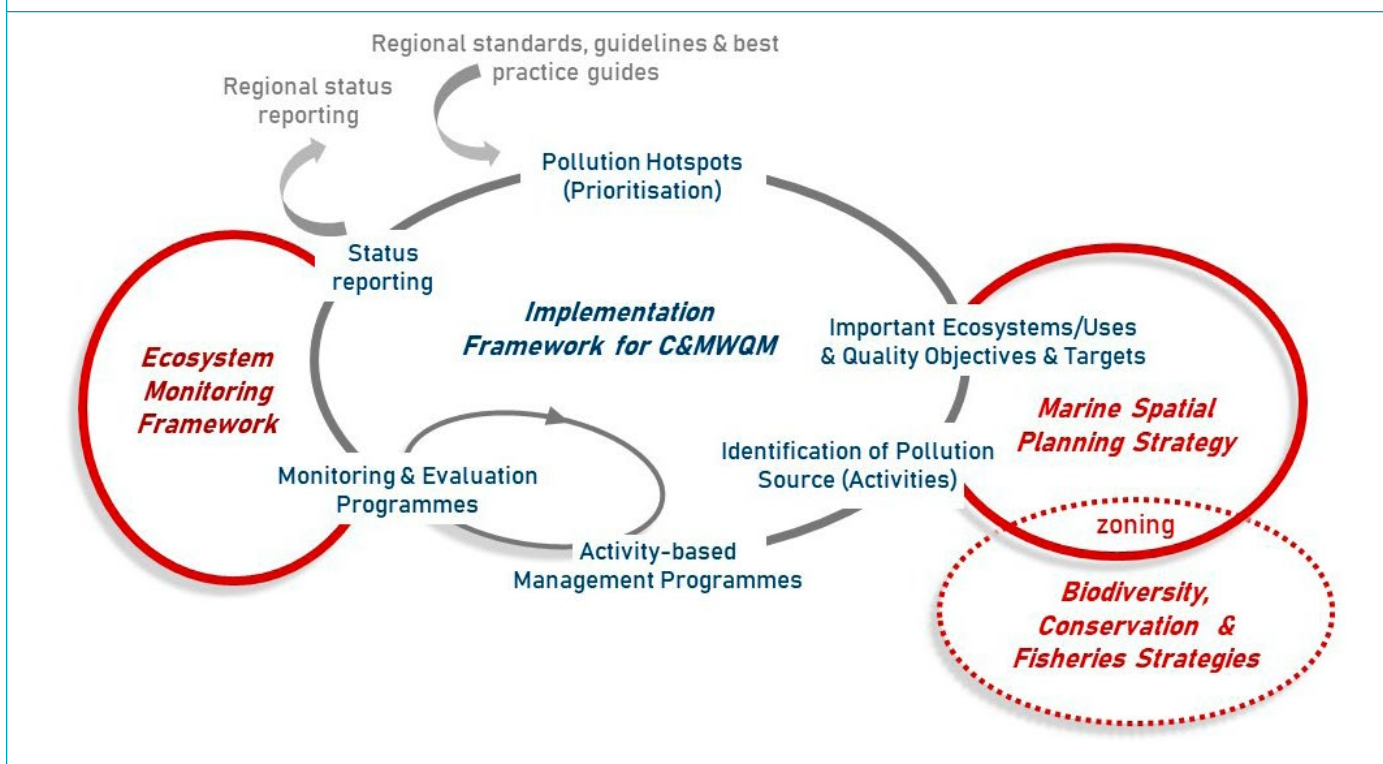 Regional standards, guidelines & best
practice guides
Regional status
reporting
Pollution Hotspots
(Prioritisation)
Status
reporting
Implementation
Framework for C&MWQM
Important Ecosystems/Uses
& Quality Objectives & Targets
Ecosystem
Monitoring
Framework
Marine Spatial
Planning Strategy
Identification of Pollution
Source (Activities)
Monitoring & Evaluation
Programmes
zoning
Activity-based
Management Programmes
Biodiversity,
Conservation &
Fisheries Strategies